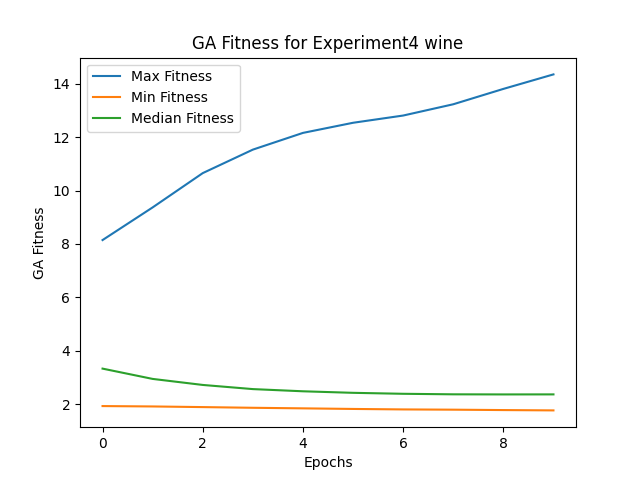 GA Fitness for Experiment4 wine
Max Fitness
Min Fitness
Median Fitness
14
12
10
8
6
4
2
GA Fitness
0 2 4 6 8
Epochs